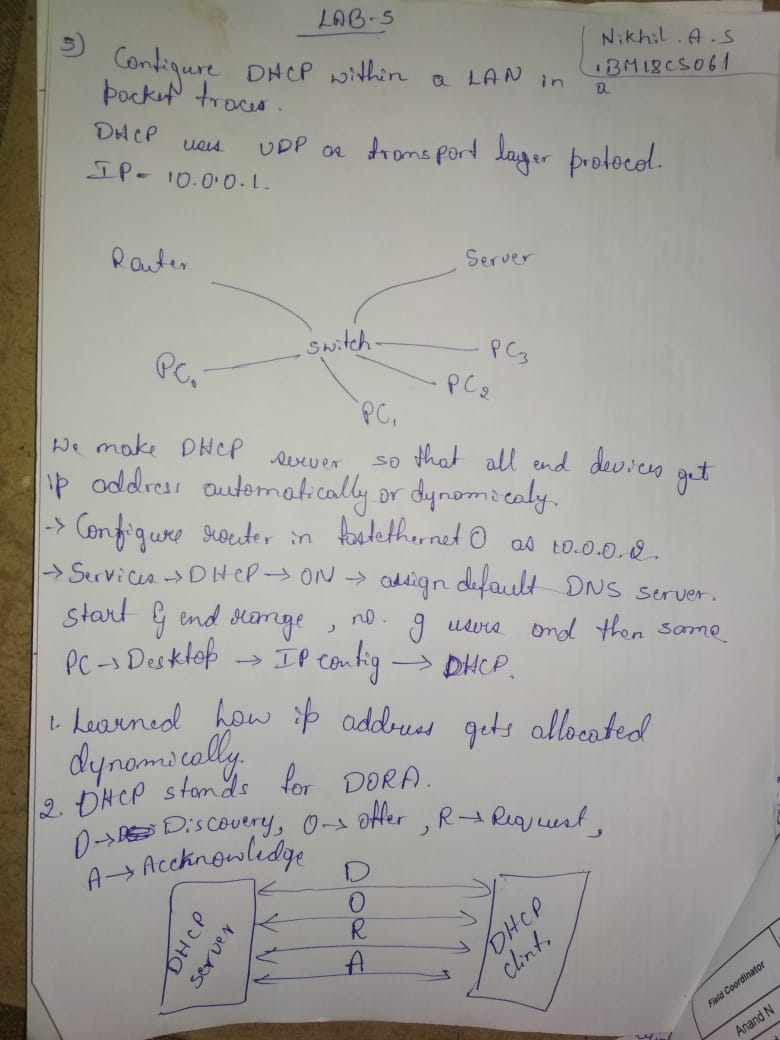 LAB-5
Nikhil. A. S
1BM18CS061
5) Configure DHCP within a LAN in a
packet tracer.
DHCP uses UDP as transport layer protocol.
IP- 10.0.0.1.
Router
Server
Switch
PC0
PC3
PC2
PC1
We make DHCP server so that all end devices get
ip address automatically or dynamicaly.
-> Configure router in fastethernet 0 as 10.0.0.2.
-> Services -> DHCP -> ON -> assign default DNS server.
start & end range, no. of users and then same
PC -> Desktop -> IP config -> DHCP.
1. Learned how ip address gets allocated
dynamically.
2. DHCP stands for DORA.
D -> Discovery, O -> offer, R -> Request,
A -> Accknowledge
D
O
R
A
DHCP
server
DHCP
clint.
Field Coordinator
Anand N